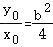 y₀/x₀ = b²/4